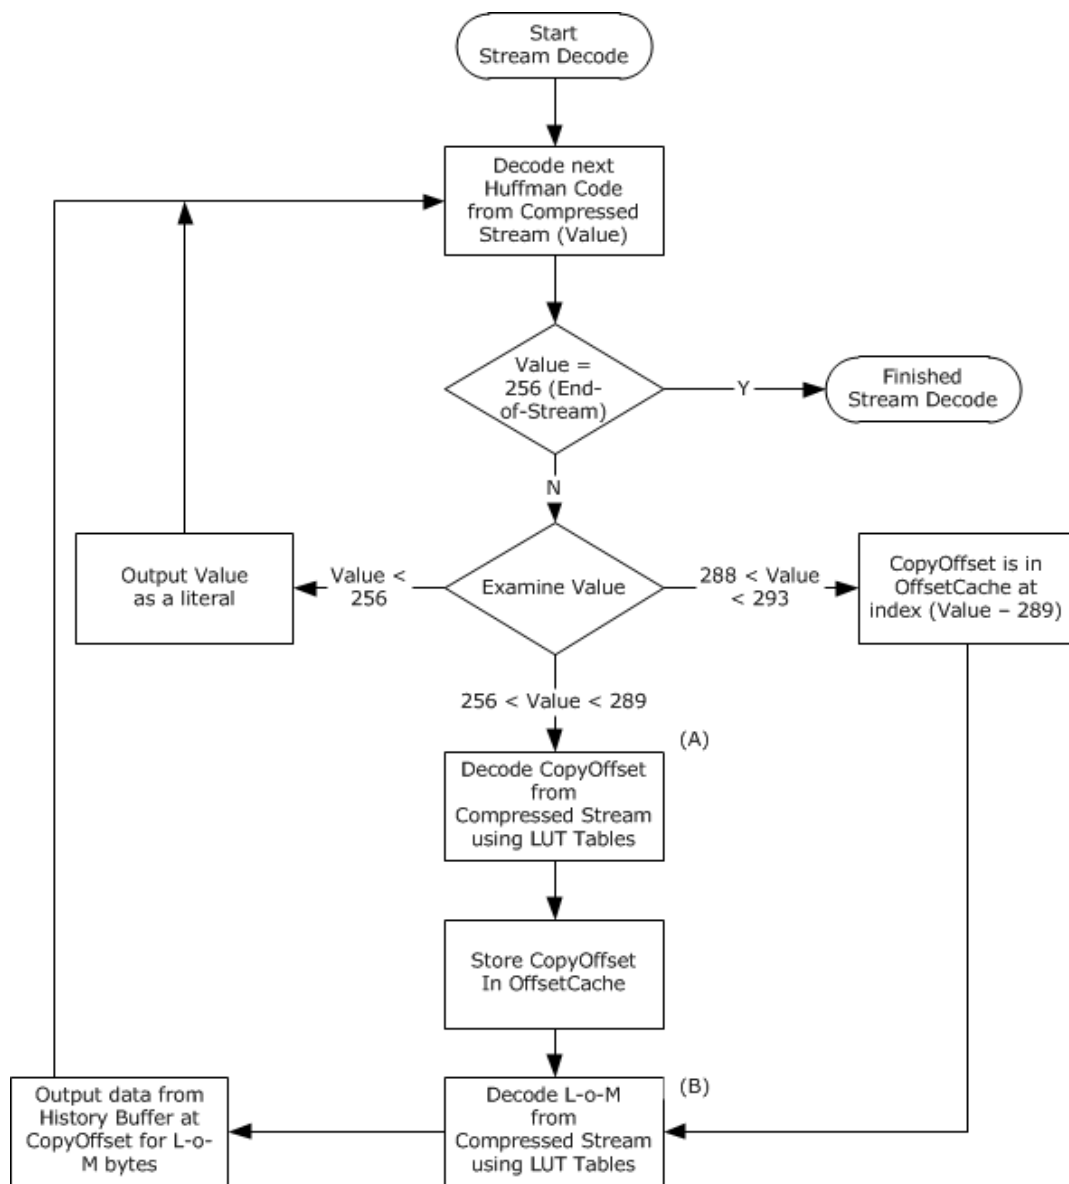 Start
Stream Decode
Decode next
Huffman Code
from Compressed
Stream (Value)
Value =
256 (End-
of-Stream)
Y
Finished
Stream Decode
N
Output Value
as a literal
Value <
256
Examine Value
288 < Value
< 293
CopyOffset is in
OffsetCache at
index (Value – 289)
256 < Value < 289
(A)
Decode CopyOffset
from
Compressed Stream
using LUT Tables
Store CopyOffset
In OffsetCache
Output data from
History Buffer at
CopyOffset for L-o-
M bytes
Decode L-o-M
from
Compressed Stream
using LUT Tables
(B)